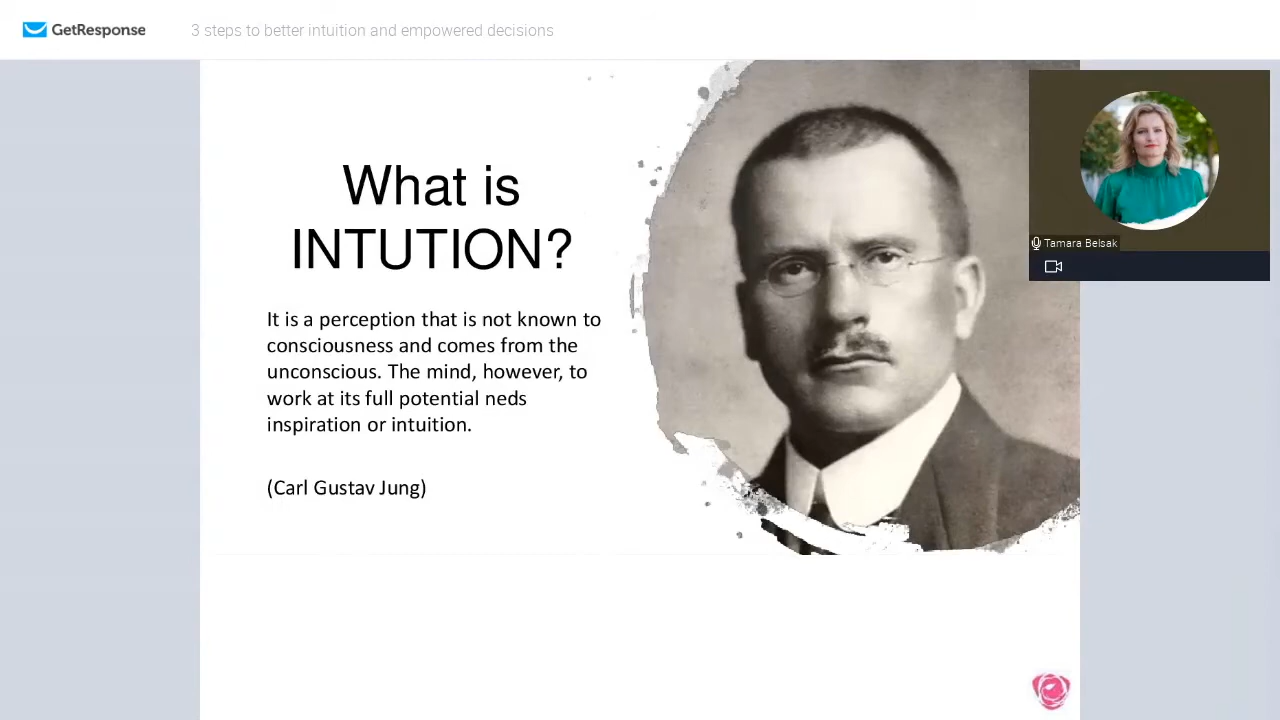 GetResponse
3 steps to better intuition and empowered decisions
What is
INTUTION?
It is a perception that is not known to
consciousness and comes from the
unconscious. The mind, however, to
work at its full potential neds
inspiration or intuition.
(Carl Gustav Jung)
Tamara Belsak